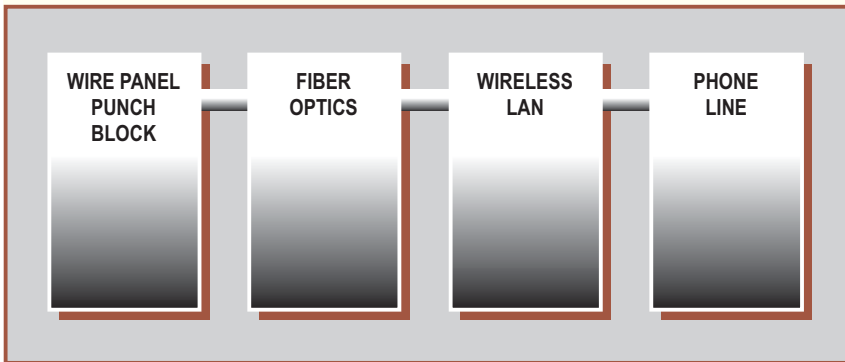 WIRE PANEL
PUNCH
BLOCK
FIBER
OPTICS
WIRELESS
LAN
PHONE
LINE